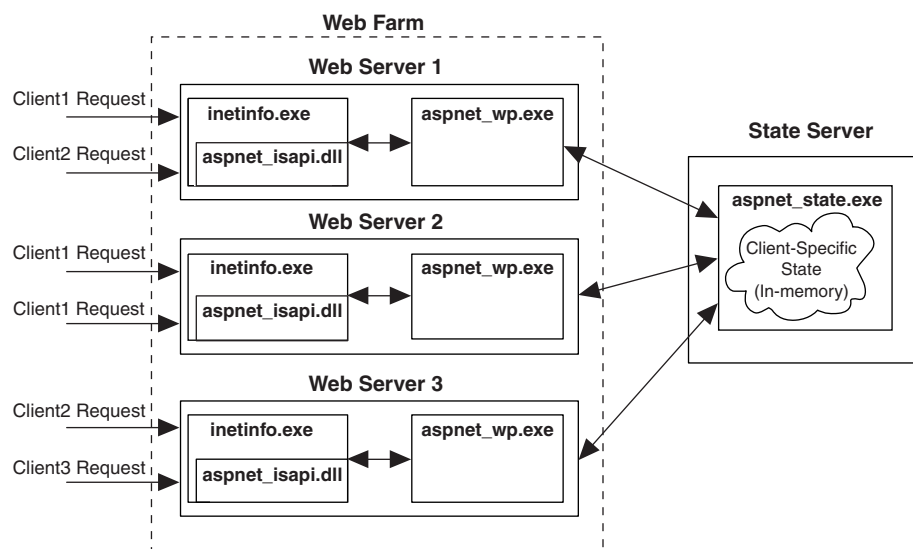 Web Farm
Web Server 1
Client1 Request
Client2 Request
inetinfo.exe
aspnet_isapi.dll
aspnet_wp.exe
Web Server 2
Client1 Request
Client1 Request
inetinfo.exe
aspnet_isapi.dll
aspnet_wp.exe
Web Server 3
Client2 Request
Client3 Request
inetinfo.exe
aspnet_isapi.dll
aspnet_wp.exe
State Server
aspnet_state.exe
Client-Specific
State
(In-memory)